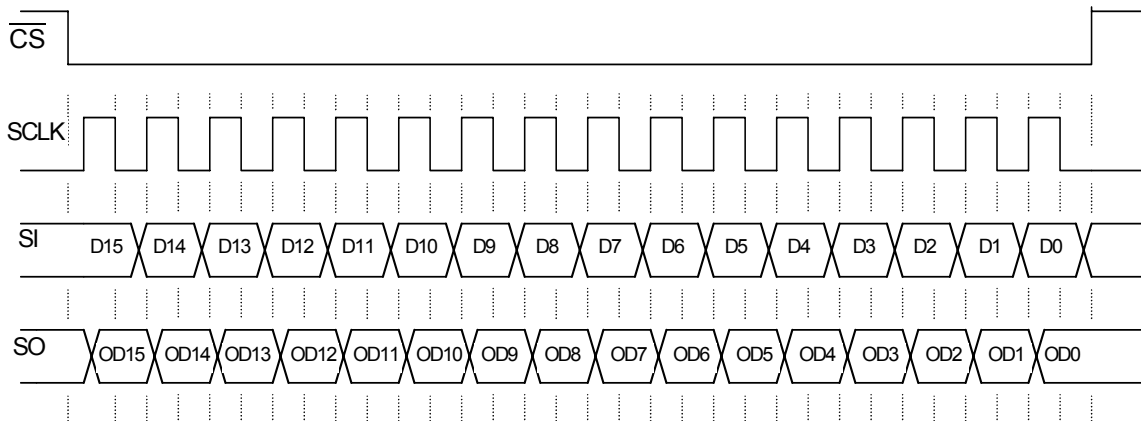 CS
SCLK
SI D15 D14 D13 D12 D11 D10 D9 D8 D7 D6 D5 D4 D3 D2 D1 D0
SO OD15 OD14 OD13 OD12 OD11 OD10 OD9 OD8 OD7 OD6 OD5 OD4 OD3 OD2 OD1 OD0